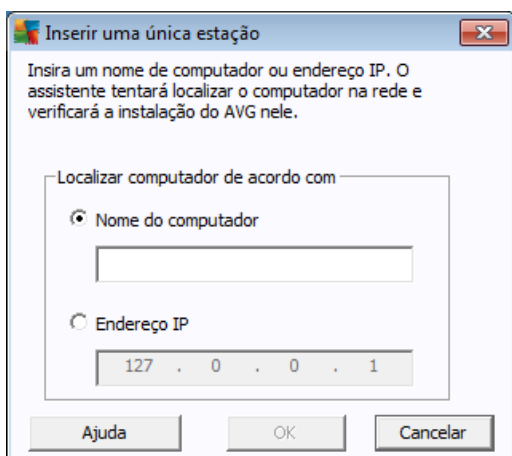 Inserir uma única estação
Insira um nome de computador ou endereço IP. O
assistente tentará localizar o computador na rede e
verificará a instalação do AVG nele.
Localizar computador de acordo com
Nome do computador
Endereço IP
127 . 0 . 0 . 1
Ajuda OK Cancelar